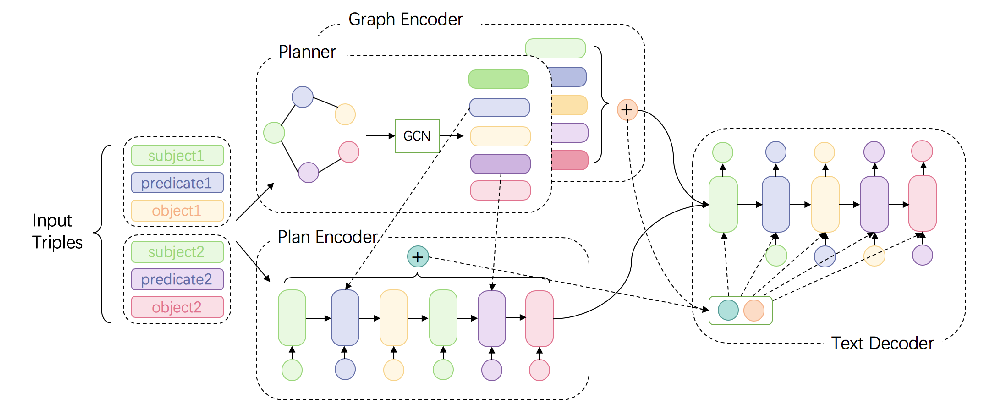 Graph Encoder
Planner
GCN
+
subject1
predicate1
object1
Input
Triples
subject2
predicate2
object2
Plan Encoder
+
Text Decoder